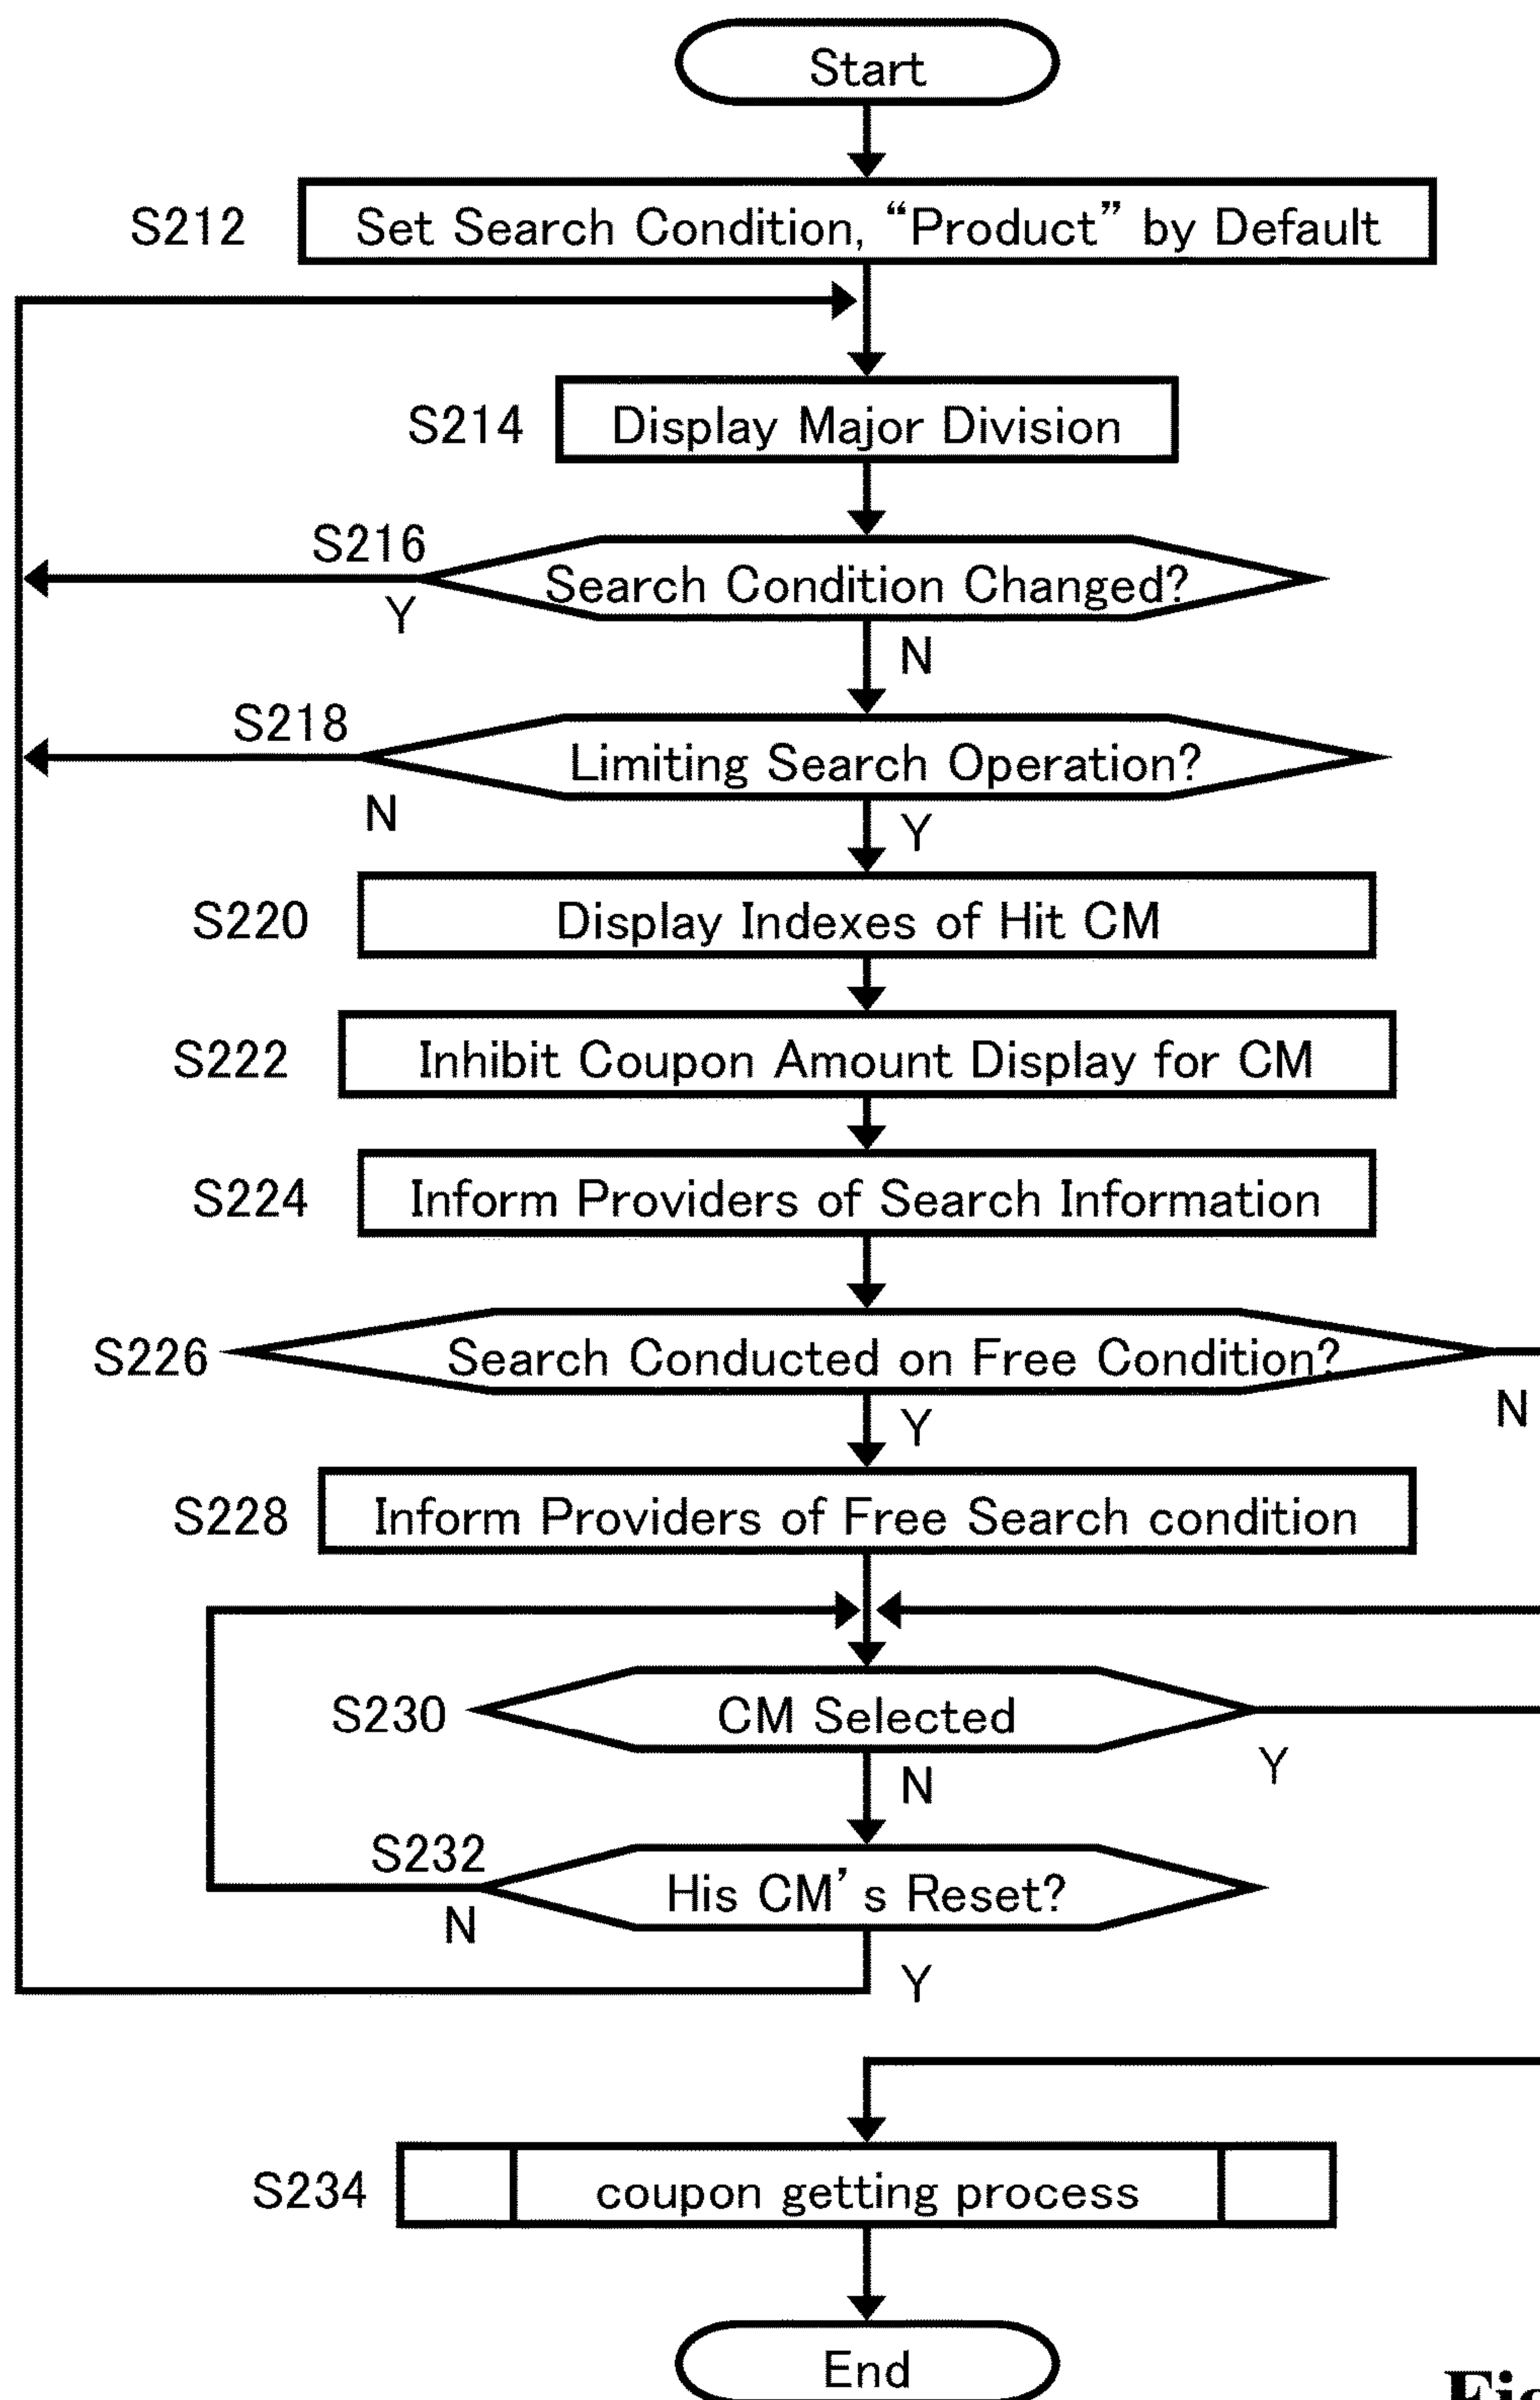 Start
S212
Set Search Condition, “Product” by Default
S214
Display Major Division
S216
Search Condition Changed?
Y
N
S218
Limiting Search Operation?
N
Y
S220
Display Indexes of Hit CM
S222
Inhibit Coupon Amount Display for CM
S224
Inform Providers of Search Information
S226
Search Conducted on Free Condition?
N
Y
S228
Inform Providers of Free Search condition
S230
CM Selected
Y
N
S232
His CM’s Reset?
N
Y
S234
coupon getting process
End